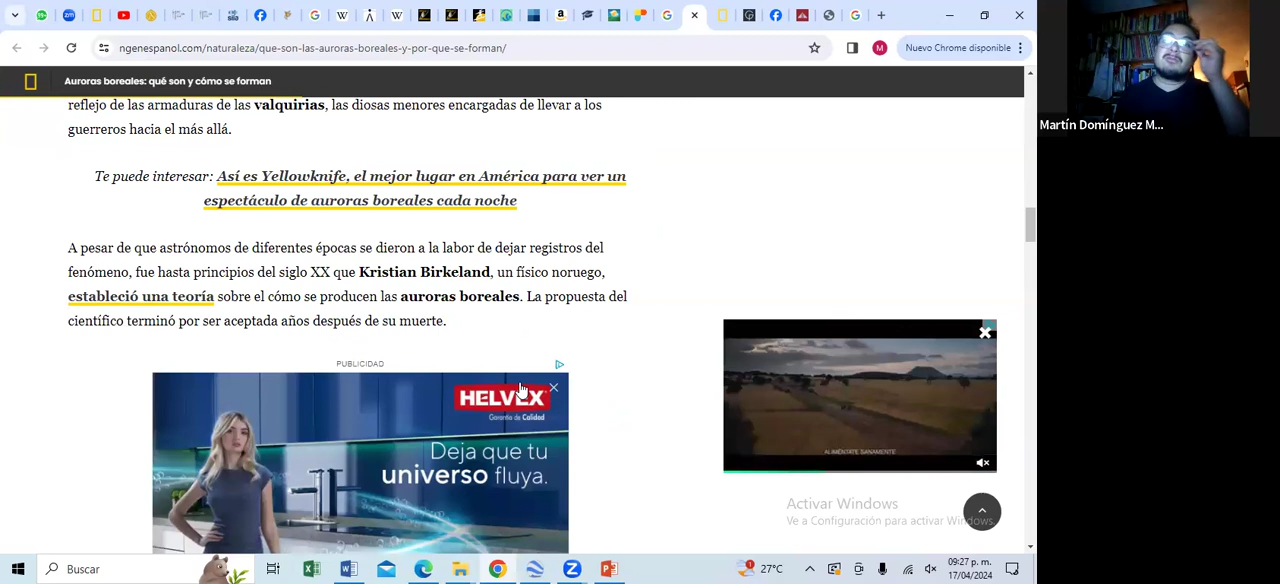 ngenespanol.com/naturaleza/que-son-las-auroras-boreales-y-por-que-se-forman/
M
Nuevo Chrome disponible
Auroras boreales: qué son y cómo se forman
reflejo de las armaduras de las valquirias, las diosas menores encargadas de llevar a los
guerreros hacia el más allá.
Te puede interesar: Así es Yellowknife, el mejor lugar en América para ver un
espectáculo de auroras boreales cada noche
A pesar de que astrónomos de diferentes épocas se dieron a la labor de dejar registros del
fenómeno, fue hasta principios del siglo XX que Kristian Birkeland, un físico noruego,
estableció una teoría sobre el cómo se producen las auroras boreales. La propuesta del
científico terminó por ser aceptada años después de su muerte.
PUBLICIDAD
HELVEX
Garantía de Calidad
Deja que tu
universo fluya.
ALIMÉNTATE SANAMENTE
Activar Windows
Ve a Configuración para activar Windows.
Martín Domínguez M...
Buscar
27°C
09:27 p. m.
17/04/2024